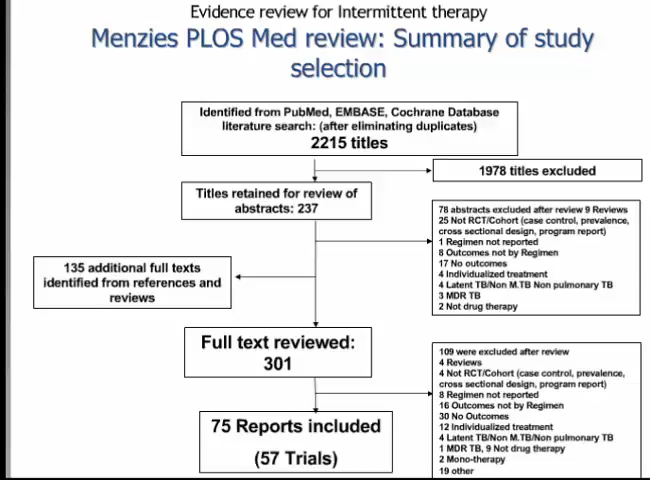 Evidence review for Intermittent therapy
Menzies PLOS Med review: Summary of study
selection
Identified from PubMed, EMBASE, Cochrane Database
literature search: (after eliminating duplicates)
2215 titles
1978 titles excluded
Titles retained for review of
abstracts: 237
78 abstracts excluded after review 9 Reviews
25 Not RCT/Cohort (case control, prevalence,
cross sectional design, program report)
1 Regimen not reported
8 Outcomes not by Regimen
17 No outcomes
4 Individualized treatment
4 Latent TB/Non M.TB Non pulmonary TB
3 MDR TB
2 Not drug therapy
135 additional full texts
identified from references and
reviews
Full text reviewed:
301
109 were excluded after review
4 Reviews
4 Not RCT/Cohort (case control, prevalence,
cross sectional design, program report)
8 Regimen not reported
16 Outcomes not by Regimen
30 No Outcomes
12 Individualized treatment
4 Latent TB/Non M.TB/Non pulmonary TB
1 MDR TB, 9 Not drug therapy
2 Mono-therapy
19 other
75 Reports included
(57 Trials)